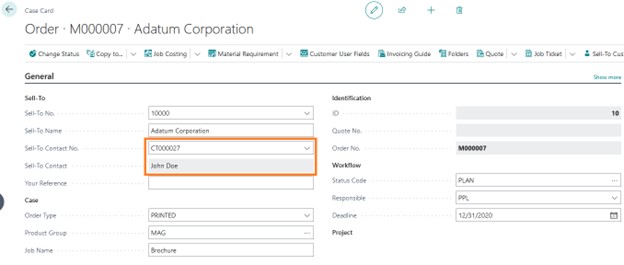 Case Card
Order · M000007 · Adatum Corporation
Change Status
Copy to...
Job Costing
Material Requirement
Customer User Fields
Invoicing Guide
Folders
Quote
Job Ticket
Sell-To Cus
General
Show more
Sell-To
Sell-To No.
10000
Sell-To Name
Adatum Corporation
Sell-To Contact No.
CT000027
Sell-To Contact
John Doe
Your Reference
Case
Order Type
PRINTED
Product Group
MAG
Job Name
Brochure
Identification
ID
10
Quote No.
Order No.
M000007
Workflow
Status Code
PLAN
Responsible
PPL
Deadline
12/31/2020
Project